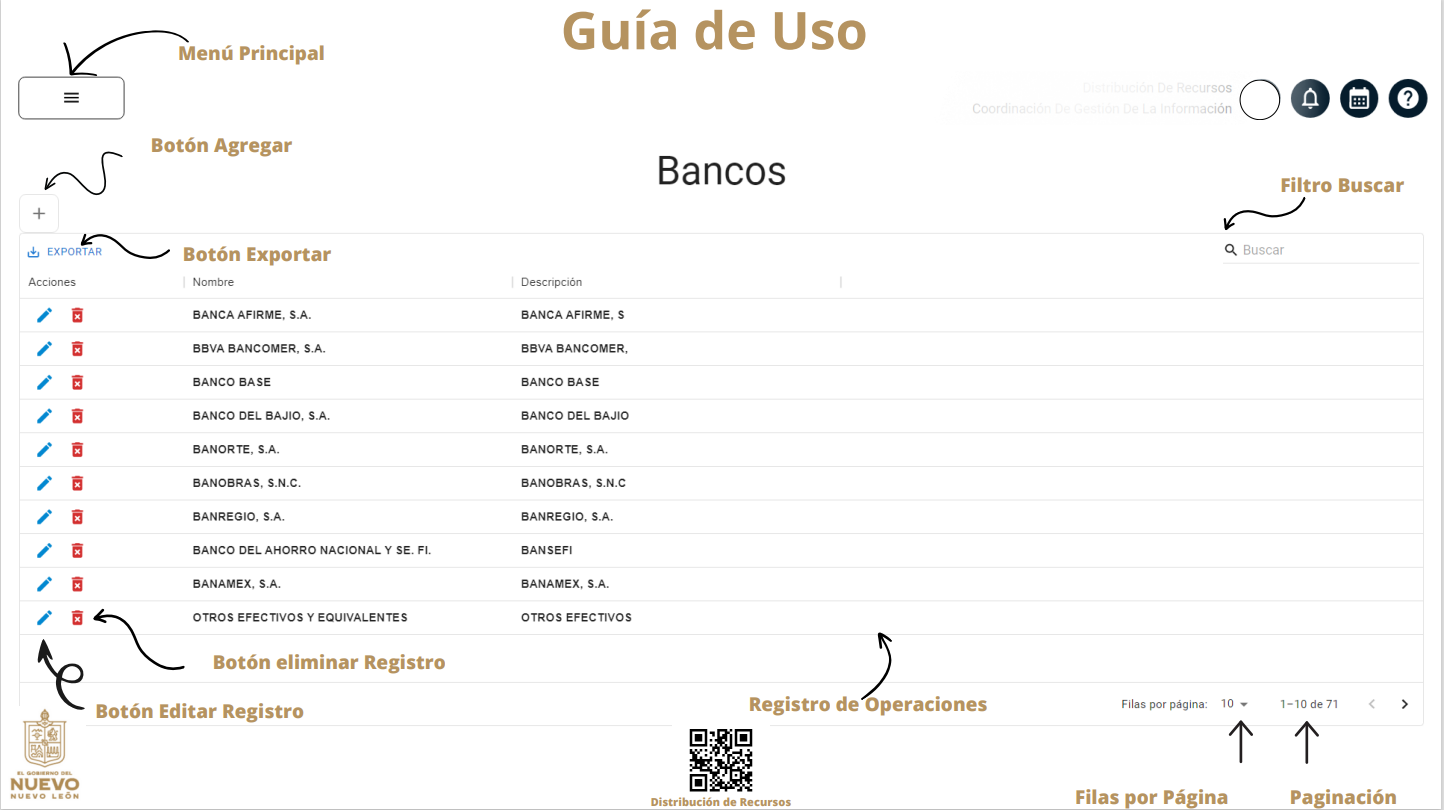 Guía de Uso
Menú Principal
Distribución De Recursos
Coordinación De Gestión De La Información
Botón Agregar
Bancos
Filtro Buscar
EXPORTAR
Botón Exportar
Buscar
Acciones Nombre Descripción
BANCA AFIRME, S.A. BANCA AFIRME, S
BBVA BANCOMER, S.A. BBVA BANCOMER,
BANCO BASE BANCO BASE
BANCO DEL BAJIO, S.A. BANCO DEL BAJIO
BANORTE, S.A. BANORTE, S.A.
BANOBRAS, S.N.C. BANOBRAS, S.N.C
BANREGIO, S.A. BANREGIO, S.A.
BANCO DEL AHORRO NACIONAL Y SE. FI. BANSEFI
BANAMEX, S.A. BANAMEX, S.A.
OTROS EFECTIVOS Y EQUIVALENTES OTROS EFECTIVOS
Botón eliminar Registro
Botón Editar Registro
Registro de Operaciones
Filas por página: 10 1–10 de 71
EL GOBIERNO DEL
NUEVO
NUEVO LEÓN
Distribución de Recursos
Filas por Página
Paginación